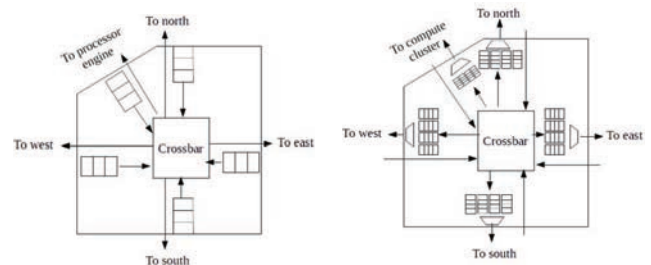 To north
To processor
engine
To west
Crossbar
To east
To south
To north
To compute
cluster
To west
Crossbar
To east
To south